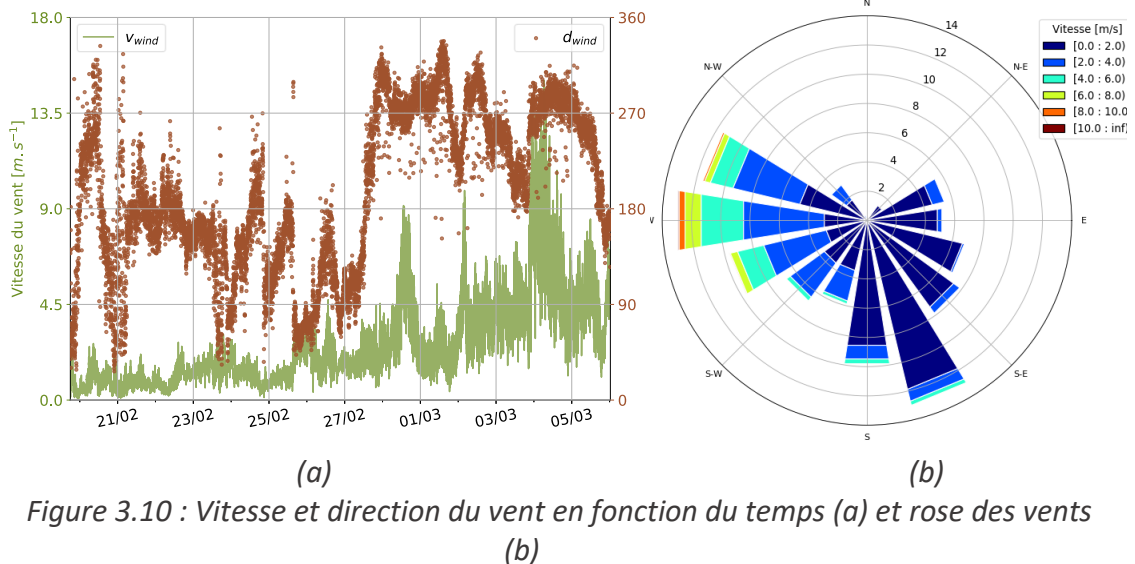 18.0
13.5
9.0
4.5
0.0
Vitesse du vent [m.s⁻¹]
v_wind
d_wind
360
270
180
90
0
21/02
23/02
25/02
27/02
01/03
03/03
05/03
N
N-E
E
S-E
S
S-W
W
N-W
2
4
6
8
10
12
14
Vitesse [m/s]
[0.0 : 2.0)
[2.0 : 4.0)
[4.0 : 6.0)
[6.0 : 8.0)
[8.0 : 10.0
[10.0 : inf)
(a)
(b)
Figure 3.10 : Vitesse et direction du vent en fonction du temps (a) et rose des vents
(b)